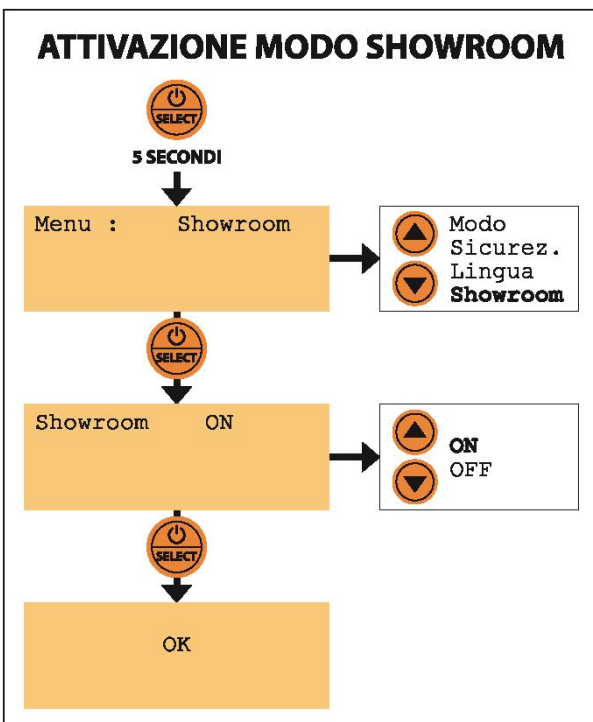 ATTIVAZIONE MODO SHOWROOM
SELECT
5 SECONDI
Menu : Showroom
Modo
Sicurez.
Lingua
Showroom
SELECT
Showroom ON
ON
OFF
SELECT
OK